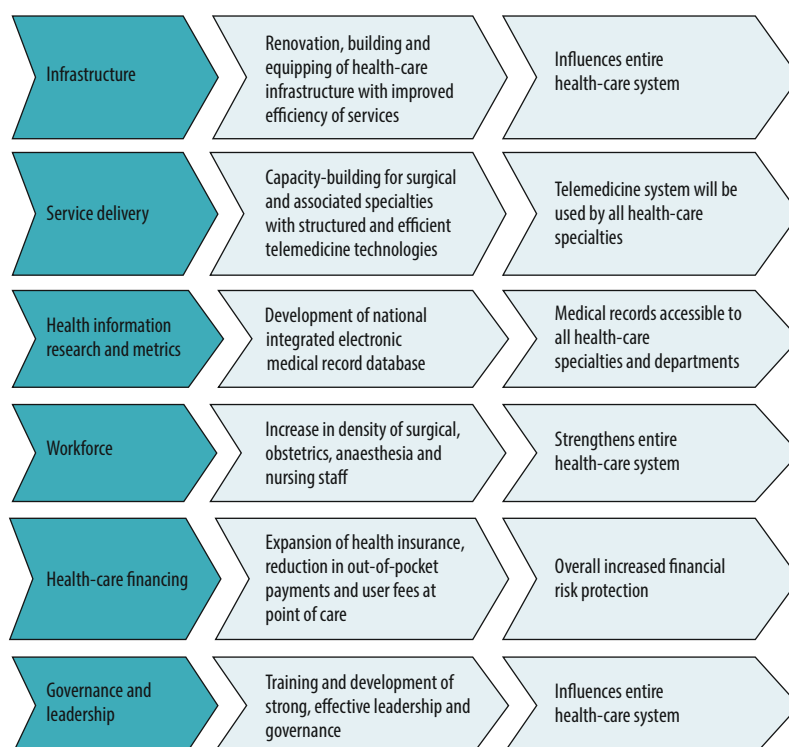 Infrastructure
Renovation, building and
equipping of health-care
infrastructure with improved
efficiency of services
Influences entire
health-care system
Service delivery
Capacity-building for surgical
and associated specialties
with structured and efficient
telemedicine technologies
Telemedicine system will be
used by all health-care
specialties
Health information
research and metrics
Development of national
integrated electronic
medical record database
Medical records accessible to
all health-care
specialties and departments
Workforce
Increase in density of surgical,
obstetrics, anaesthesia and
nursing staff
Strengthens entire
health-care system
Health-care financing
Expansion of health insurance,
reduction in out-of-pocket
payments and user fees at
point of care
Overall increased financial
risk protection
Governance and
leadership
Training and development of
strong, effective leadership and
governance
Influences entire
health-care system